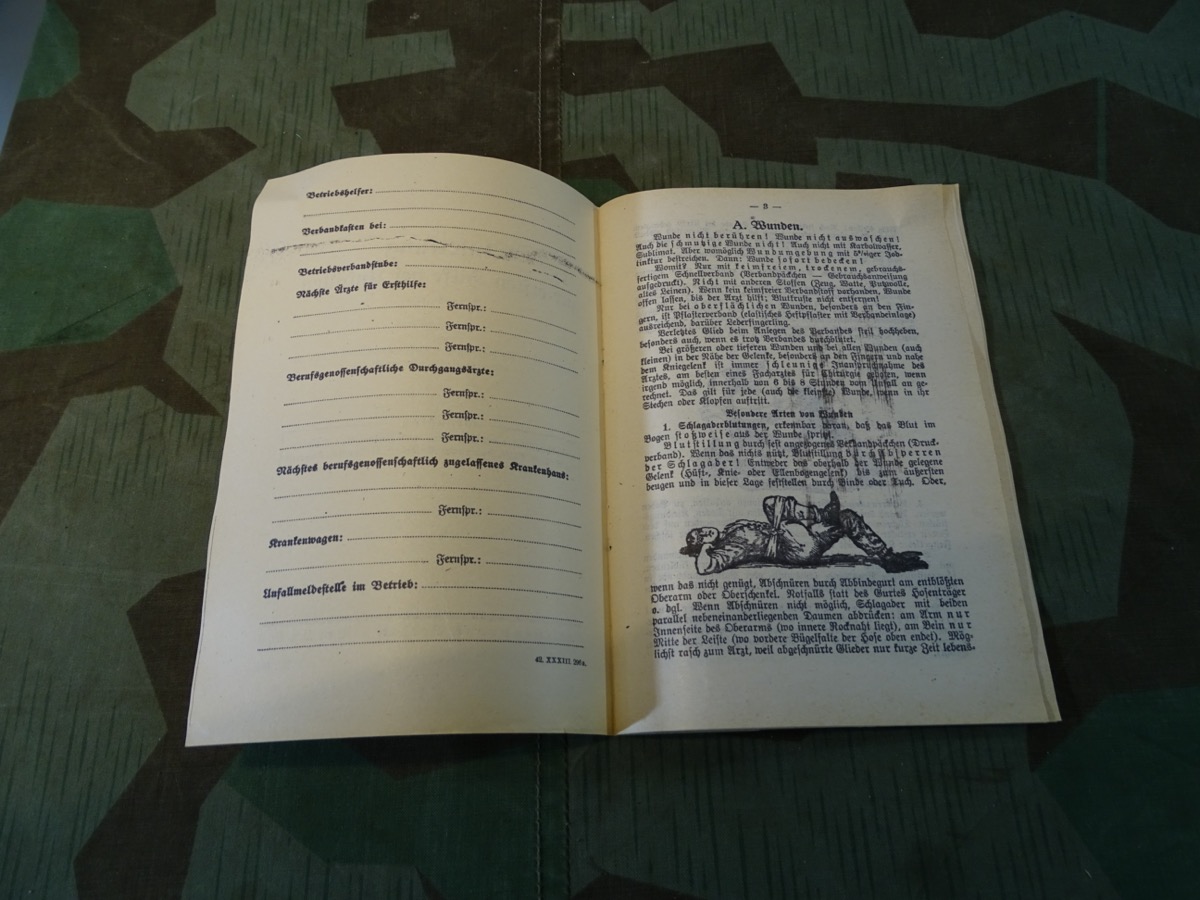 Betriebshelfer:
Verbandkasten bei:
Betriebsverbandstube:
Nächste Ärzte für Ersthilfe:
Fernspr.:
Fernspr.:
Fernspr.:
Berufsgenossenschaftliche Durchgangsärzte:
Fernspr.:
Fernspr.:
Fernspr.:
Nächstes berufsgenossenschaftlich zugelassenes Krankenhaus:
Fernspr.:
Krankenwagen:
Fernspr.:
Unfallmeldestelle im Betrieb:
— 3 —
A. Wunden.
Wunde nicht berühren! Wunde nicht auswaschen!
Auch die schmutzige Wunde nicht! Auch nicht mit Karbolwasser,
Sublimat. Aber womöglich Wundumgebung mit 5%iger Jod-
tinktur bestreichen. Dann: Wunde sofort bedecken!
Womit? Nur mit keimfreiem, trockenem, gebrauchs-
fertigem Schnellverband (Verbandpäckchen — Gebrauchsanweisung
aufgedruckt). Nicht mit anderen Stoffen (Zeug, Watte, Putzwolle,
altes Leinen). Wenn kein keimfreier Verbandstoff vorhanden, Wunde
offen lassen, bis der Arzt hilft; Blutkruste nicht entfernen!
Nur bei oberflächlichen Wunden, besonders an den Fin-
gern, ist Pflasterverband (elastisches Heftpflaster mit Verbandeinlage)
ausreichend, darüber Lederfingerling.
Verletztes Glied beim Anlegen des Verbandes steil hochheben,
besonders auch, wenn es trotz Verbandes durchblutet.
Bei größeren oder tieferen Wunden und bei allen Wunden (auch
kleinen) in der Nähe der Gelenke, besonders an den Fingern und nahe
dem Kniegelenk ist immer schleunige Inanspruchnahme des
Arztes, am besten eines Facharztes für Chirurgie geboten, wenn
irgend möglich, innerhalb von 6 bis 8 Stunden vom Unfall an ge-
rechnet. Das gilt für jede (auch die kleinste) Wunde, wenn in ihr
Stechen oder Klopfen auftritt.
Besondere Arten von Wunden
1. Schlagaderblutungen, erkennbar daran, daß das Blut im
Bogen stoßweise aus der Wunde spritzt.
Blutstillung durch fest angezogenes Verbandpäckchen (Druck-
verband). Wenn das nichts nützt, Blutstillung durch Absperren
der Schlagader! Entweder das oberhalb der Wunde gelegene
Gelenk (Hüft-, Knie- oder Ellenbogengelenk) bis zum äußersten
beugen und in dieser Lage feststellen durch Binde oder Tuch. Oder,
wenn das nicht genügt, Abschnüren durch Abbindegurt am entblößten
Oberarm oder Oberschenkel. Notfalls statt des Gurtes Hosenträger
o. dgl. Wenn Abschnüren nicht möglich, Schlagader mit beiden
parallel nebeneinanderliegenden Daumen abdrücken: am Arm nur
Innenseite des Oberarms (wo innere Rocknaht liegt), am Bein nur
Mitte der Leiste (wo vordere Bügelfalte der Hose oben endet). Mög-
lichst rasch zum Arzt, weil abgeschnürte Glieder nur kurze Zeit lebens-